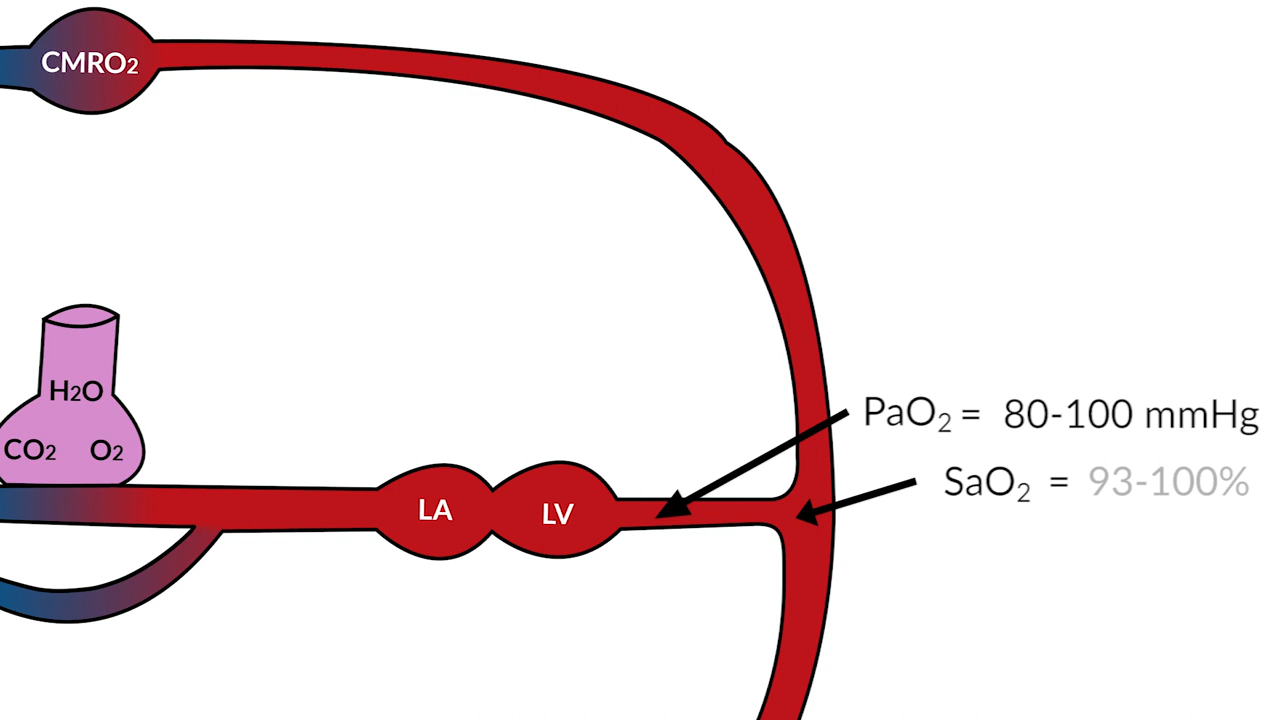 CMRO2
H2O
CO2 O2
LA LV
PaO2 = 80-100 mmHg
SaO2 = 93-100%